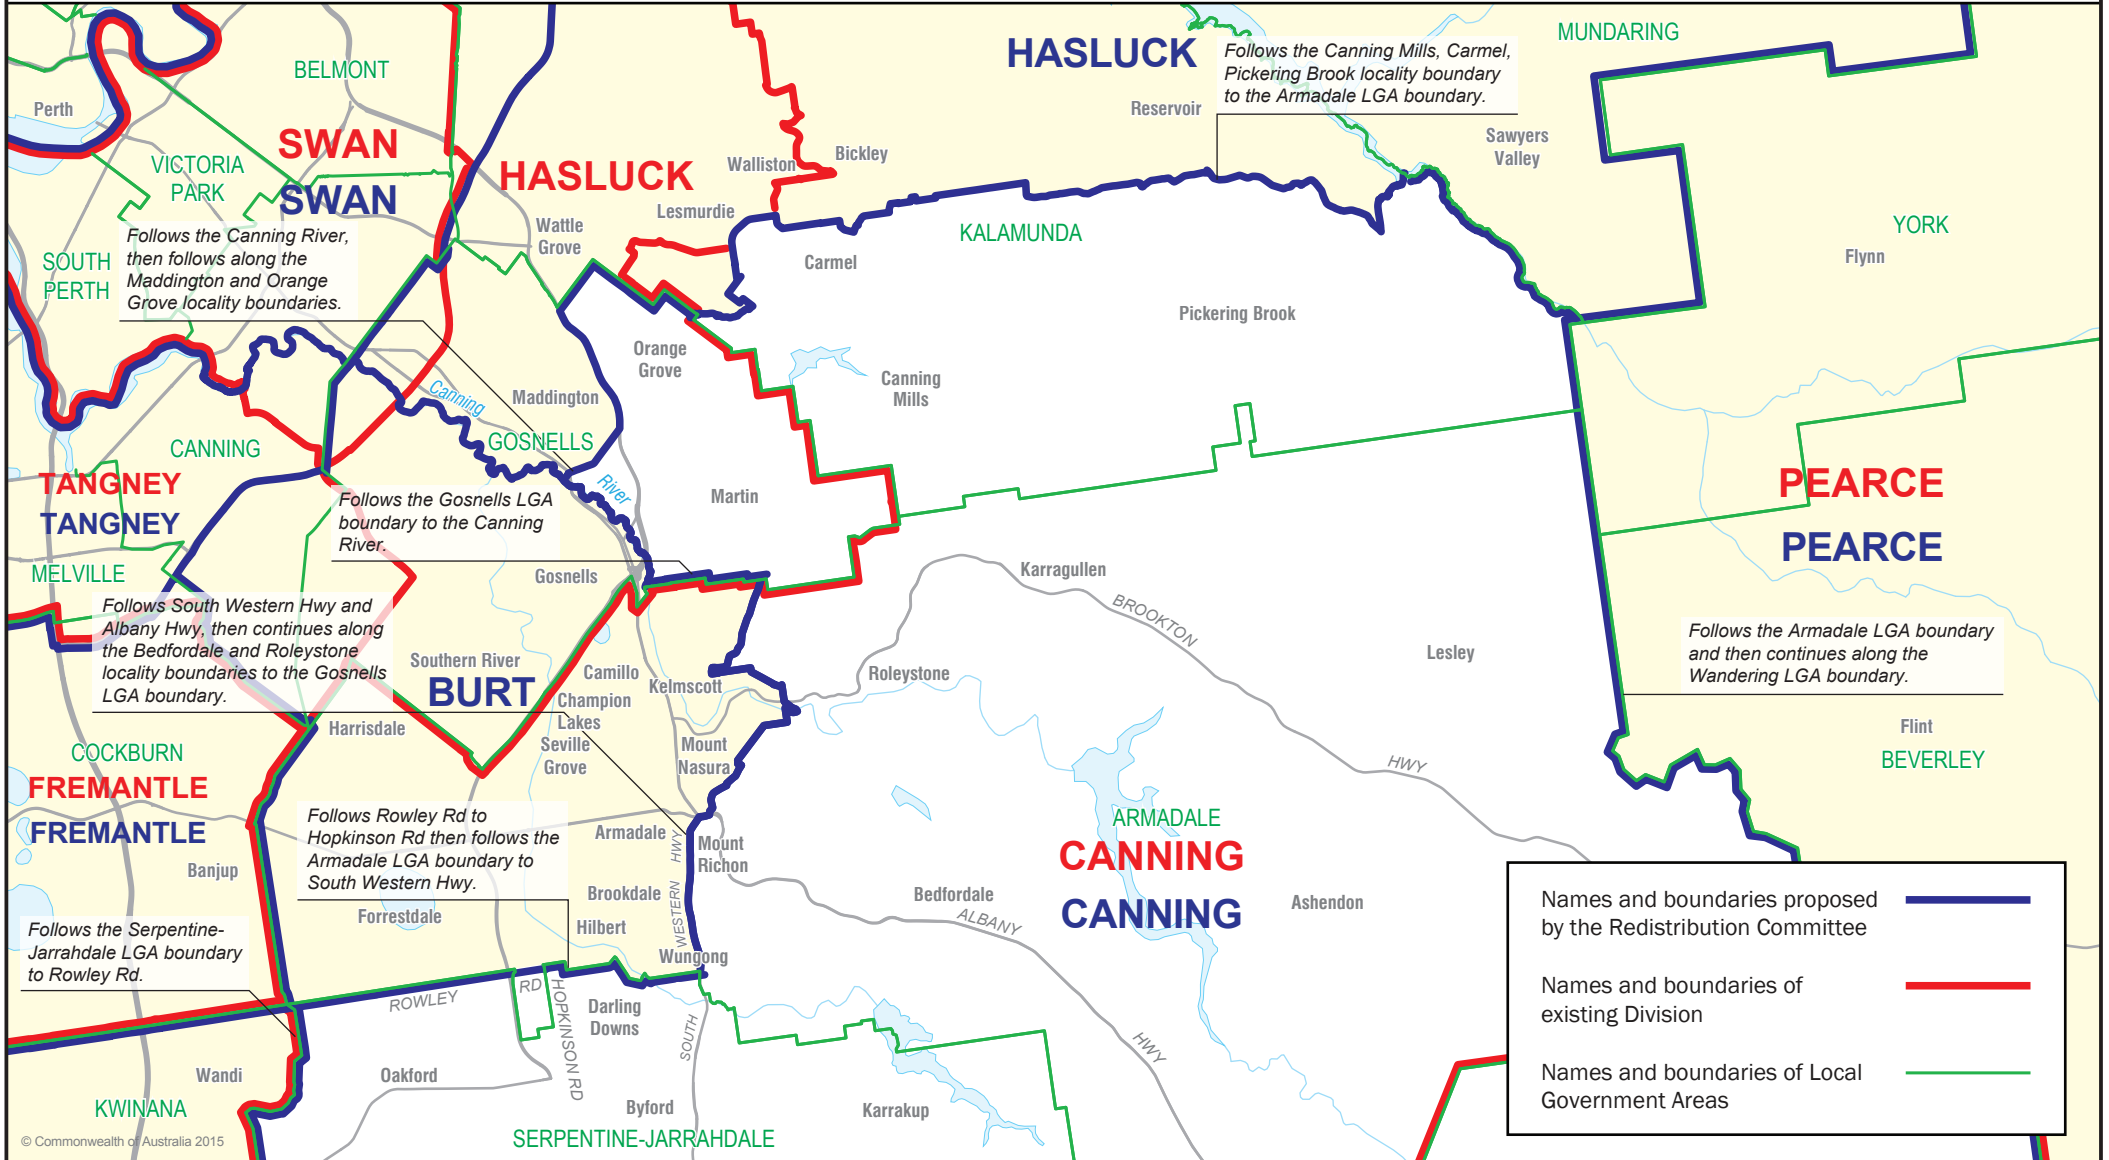 MUNDARING
HASLUCK
Follows the Canning Mills, Carmel,
Pickering Brook locality boundary
to the Armadale LGA boundary.
BELMONT
Perth
Reservoir
SWAN
Sawyers
Valley
VICTORIA
PARK
Walliston
Bickley
HASLUCK
SWAN
Lesmurdie
Wattle
Grove
KALAMUNDA
YORK
Flynn
Follows the Canning River,
then follows along the
Maddington and Orange
Grove locality boundaries.
SOUTH
PERTH
Carmel
Pickering Brook
Orange
Grove
Canning
Mills
Canning
Maddington
GOSNELLS
CANNING
TANGNEY
TANGNEY
River
Martin
PEARCE
PEARCE
Follows the Gosnells LGA
boundary to the Canning
River.
MELVILLE
Gosnells
Karragullen
BROOKTON
Follows South Western Hwy and
Albany Hwy, then continues along
the Bedfordale and Roleystone
locality boundaries to the Gosnells
LGA boundary.
Follows the Armadale LGA boundary
and then continues along the
Wandering LGA boundary.
Lesley
Southern River
BURT
Camillo
Kelmscott
Roleystone
Champion
Lakes
Harrisdale
Seville
Grove
Mount
Nasura
Flint
BEVERLEY
HWY
COCKBURN
FREMANTLE
FREMANTLE
Follows Rowley Rd to
Hopkinson Rd then follows the
Armadale LGA boundary to
South Western Hwy.
ARMADALE
CANNING
CANNING
Armadale
HWY
Mount
Richon
Banjup
Brookdale
Forrestdale
Hilbert
WESTERN
Bedfordale
ALBANY
Ashendon
Follows the Serpentine-
Jarrahdale LGA boundary
to Rowley Rd.
Wungong
ROWLEY
RD
HOPKINSON RD
Darling
Downs
SOUTH
HWY
Wandi
Oakford
KWINANA
Byford
Karrakup
SERPENTINE-JARRAHDALE
© Commonwealth of Australia 2015
Names and boundaries proposed
by the Redistribution Committee
Names and boundaries of
existing Division
Names and boundaries of Local
Government Areas